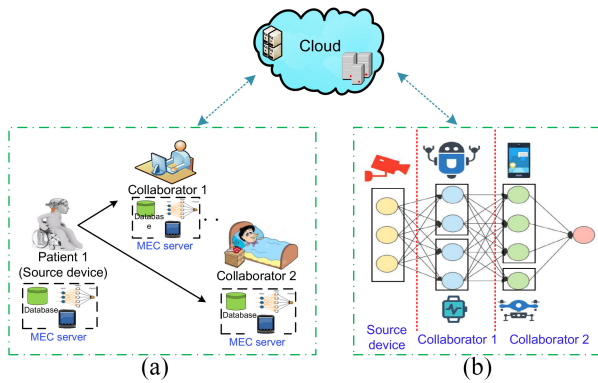 Cloud
Collaborator 1
Databas
e
MEC server
. .
Patient 1
(Source device)
Database
MEC server
Collaborator 2
Database
MEC server
(a)
Source
device
Collaborator 1
Collaborator 2
(b)